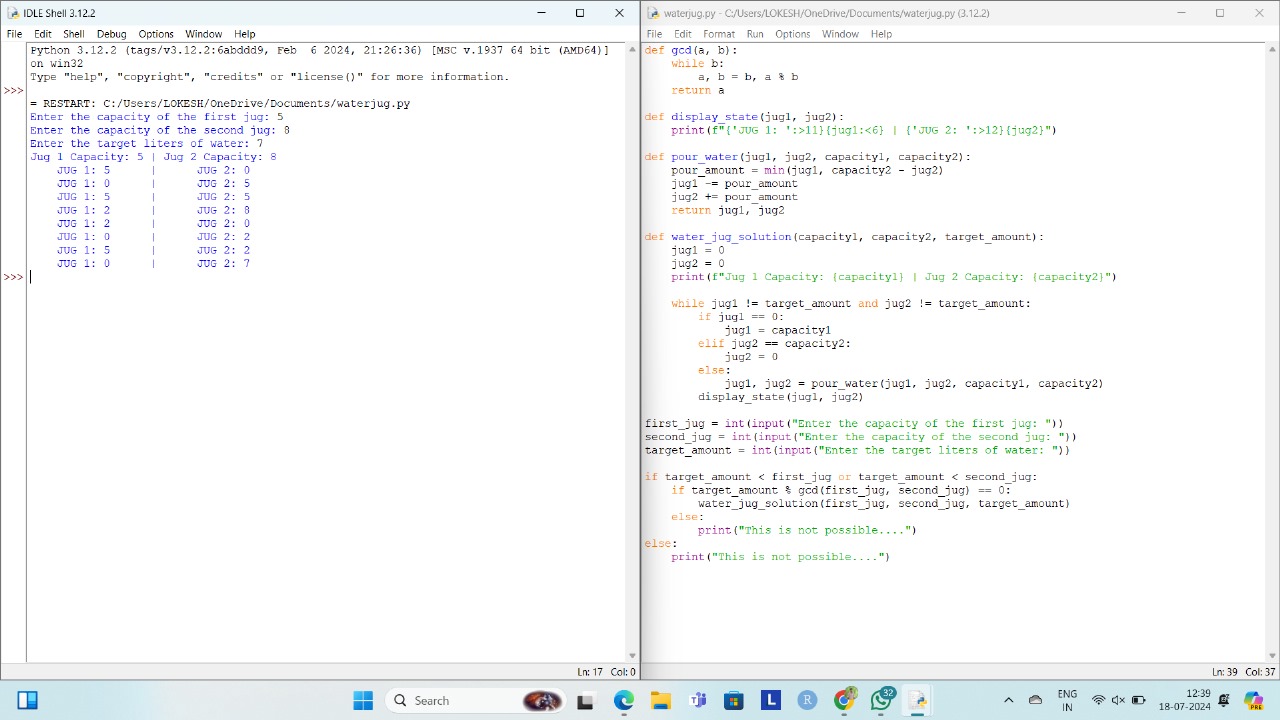 IDLE Shell 3.12.2
File Edit Shell Debug Options Window Help
Python 3.12.2 (tags/v3.12.2:6abddd9, Feb  6 2024, 21:26:36) [MSC v.1937 64 bit (AMD64)]
on win32
Type "help", "copyright", "credits" or "license()" for more information.
>>>
= RESTART: C:/Users/LOKESH/OneDrive/Documents/waterjug.py
Enter the capacity of the first jug: 5
Enter the capacity of the second jug: 8
Enter the target liters of water: 7
Jug 1 Capacity: 5 | Jug 2 Capacity: 8
    JUG 1: 5      |      JUG 2: 0
    JUG 1: 0      |      JUG 2: 5
    JUG 1: 5      |      JUG 2: 5
    JUG 1: 2      |      JUG 2: 8
    JUG 1: 2      |      JUG 2: 0
    JUG 1: 0      |      JUG 2: 2
    JUG 1: 5      |      JUG 2: 2
    JUG 1: 0      |      JUG 2: 7
>>>
Ln: 17 Col: 0
waterjug.py - C:/Users/LOKESH/OneDrive/Documents/waterjug.py (3.12.2)
File Edit Format Run Options Window Help
def gcd(a, b):
    while b:
        a, b = b, a % b
    return a
def display_state(jug1, jug2):
    print(f"{'JUG 1: ':>11}{jug1:<6} | {'JUG 2: ':>12}{jug2}")
def pour_water(jug1, jug2, capacity1, capacity2):
    pour_amount = min(jug1, capacity2 - jug2)
    jug1 -= pour_amount
    jug2 += pour_amount
    return jug1, jug2
def water_jug_solution(capacity1, capacity2, target_amount):
    jug1 = 0
    jug2 = 0
    print(f"Jug 1 Capacity: {capacity1} | Jug 2 Capacity: {capacity2}")
    while jug1 != target_amount and jug2 != target_amount:
        if jug1 == 0:
            jug1 = capacity1
        elif jug2 == capacity2:
            jug2 = 0
        else:
            jug1, jug2 = pour_water(jug1, jug2, capacity1, capacity2)
        display_state(jug1, jug2)
first_jug = int(input("Enter the capacity of the first jug: "))
second_jug = int(input("Enter the capacity of the second jug: "))
target_amount = int(input("Enter the target liters of water: "))
if target_amount < first_jug or target_amount < second_jug:
    if target_amount % gcd(first_jug, second_jug) == 0:
        water_jug_solution(first_jug, second_jug, target_amount)
    else:
        print("This is not possible....")
else:
    print("This is not possible....")
Ln: 39 Col: 37
Search
L
R
32
ENG
IN
12:39
18-07-2024
PRE